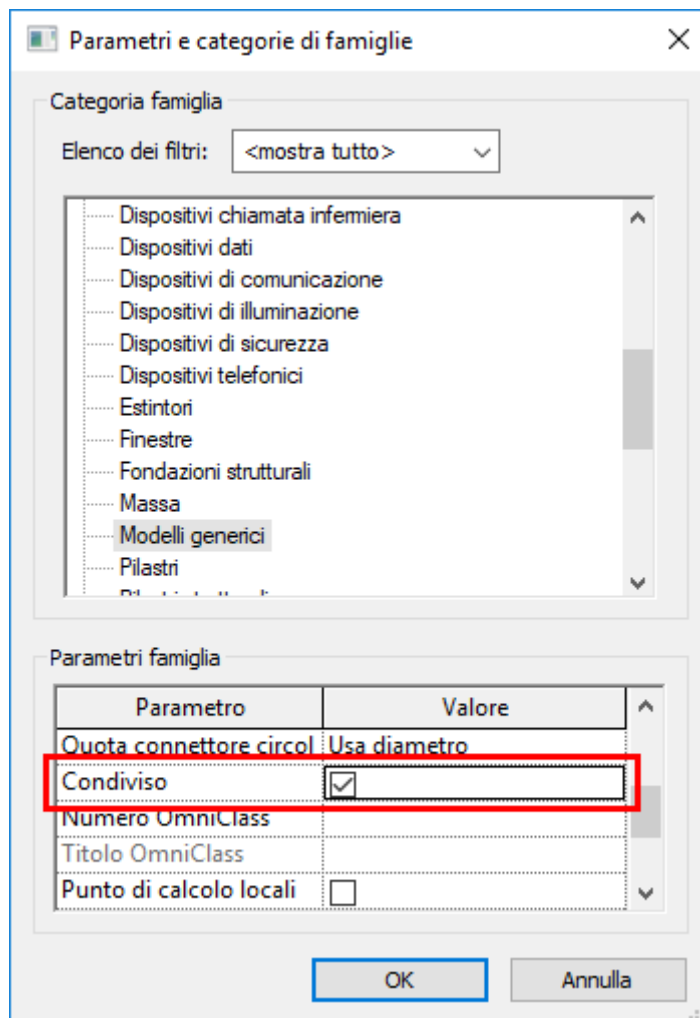 Parametri e categorie di famiglie
Categoria famiglia
Elenco dei filtri: <mostra tutto>
Dispositivi chiamata infermiera
Dispositivi dati
Dispositivi di comunicazione
Dispositivi di illuminazione
Dispositivi di sicurezza
Dispositivi telefonici
Estintori
Finestre
Fondazioni strutturali
Massa
Modelli generici
Pilastri
Parametri famiglia
Parametro Valore
Quota connettore circol Usa diametro
Condiviso
Numero OmniClass
Titolo OmniClass
Punto di calcolo locali
OK Annulla